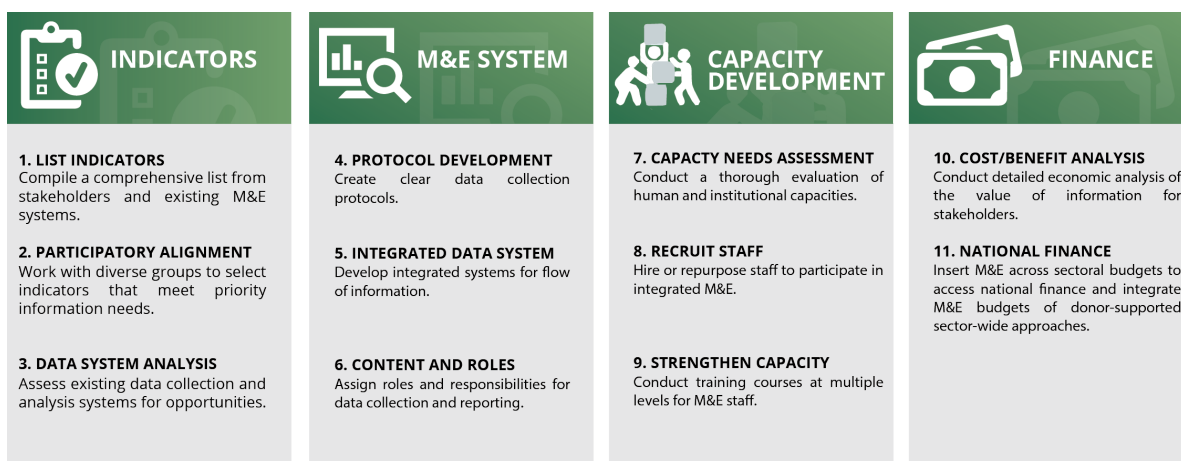 INDICATORS
1. LIST INDICATORS
Compile a comprehensive list from
stakeholders and existing M&E
systems.
2. PARTICIPATORY ALIGNMENT
Work with diverse groups to select
indicators that meet priority
information needs.
3. DATA SYSTEM ANALYSIS
Assess existing data collection and
analysis systems for opportunities.
M&E SYSTEM
4. PROTOCOL DEVELOPMENT
Create clear data collection
protocols.
5. INTEGRATED DATA SYSTEM
Develop integrated systems for flow
of information.
6. CONTENT AND ROLES
Assign roles and responsibilities for
data collection and reporting.
CAPACITY
DEVELOPMENT
7. CAPACTY NEEDS ASSESSMENT
Conduct a thorough evaluation of
human and institutional capacities.
8. RECRUIT STAFF
Hire or repurpose staff to participate in
integrated M&E.
9. STRENGTHEN CAPACITY
Conduct training courses at multiple
levels for M&E staff.
FINANCE
10. COST/BENEFIT ANALYSIS
Conduct detailed economic analysis of
the value of information for
stakeholders.
11. NATIONAL FINANCE
Insert M&E across sectoral budgets to
access national finance and integrate
M&E budgets of donor-supported
sector-wide approaches.